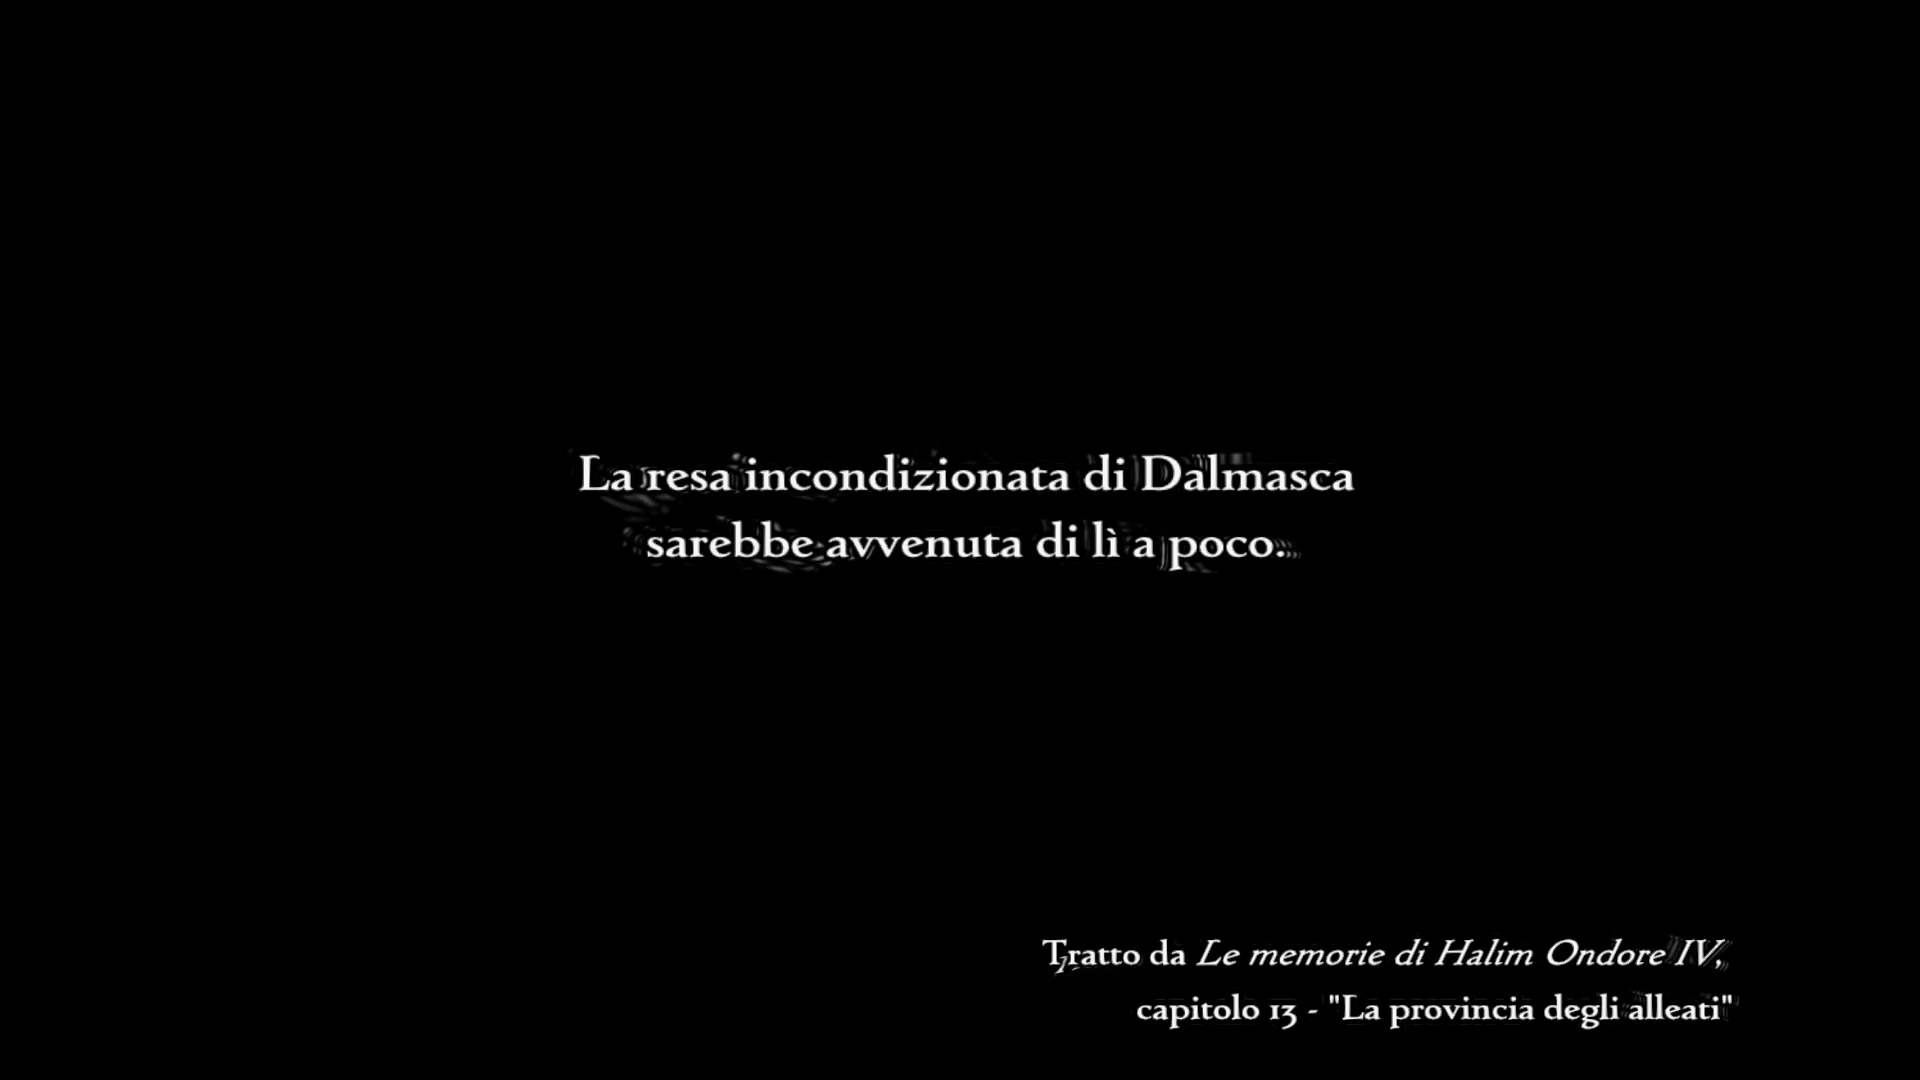 La resa incondizionata di Dalmasca
sarebbe avvenuta di lì a poco.
Tratto da Le memorie di Halim Ondore IV,
capitolo 13 - "La provincia degli alleati"